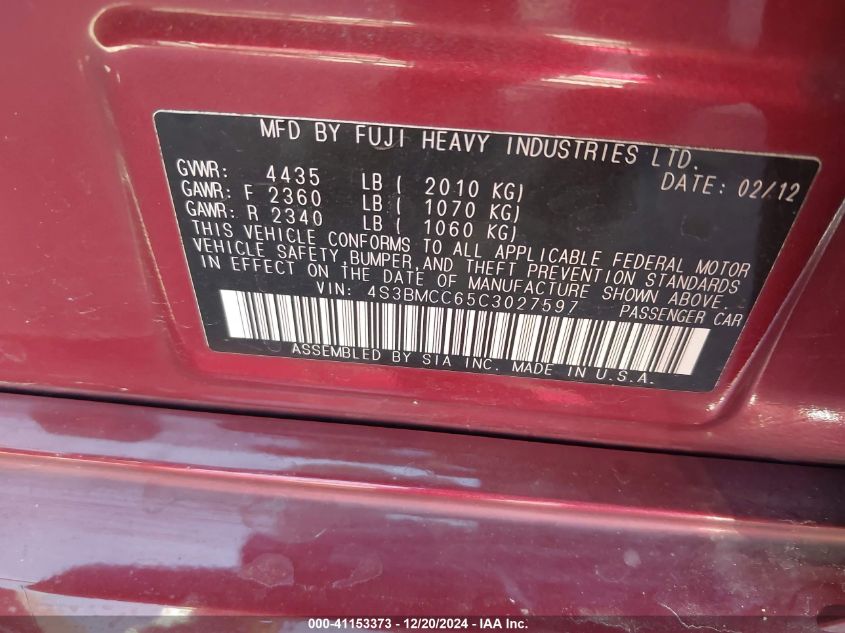 MFD BY FUJI HEAVY INDUSTRIES LTD.
GVWR: 4435 LB ( 2010 KG) DATE: 02/12
GAWR: F 2360 LB ( 1070 KG)
GAWR: R 2340 LB ( 1060 KG)
THIS VEHICLE CONFORMS TO ALL APPLICABLE FEDERAL MOTOR
VEHICLE SAFETY, BUMPER, AND THEFT PREVENTION STANDARDS
IN EFFECT ON THE DATE OF MANUFACTURE SHOWN ABOVE.
VIN: 4S3BMCC65C3027597 PASSENGER CAR
ASSEMBLED BY SIA INC. MADE IN U.S.A.
000-41153373 - 12/20/2024 - IAA Inc.